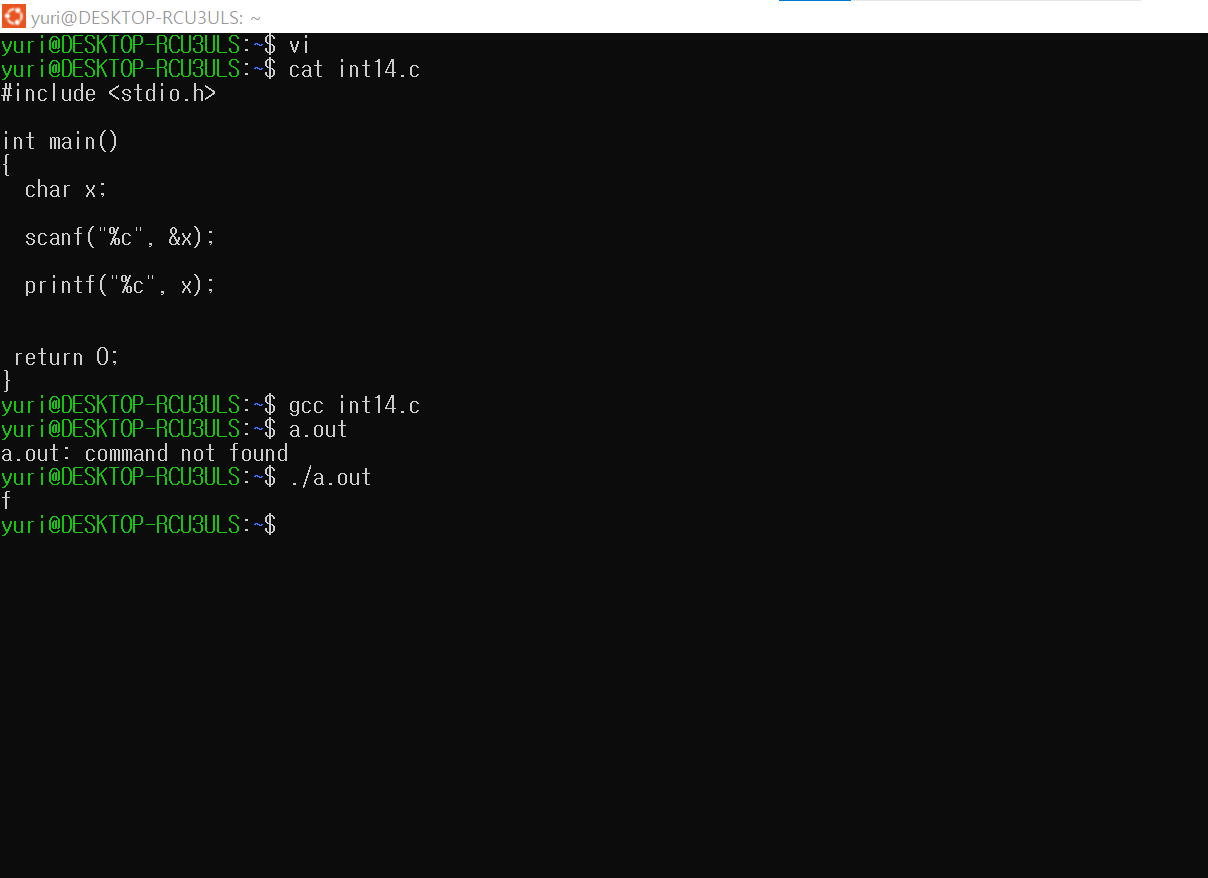 yuri@DESKTOP-RCU3ULS: ~
yuri@DESKTOP-RCU3ULS:~$ vi
yuri@DESKTOP-RCU3ULS:~$ cat int14.c
#include <stdio.h>
int main()
{
char x;
scanf("%c", &x);
printf("%c", x);
return 0;
}
yuri@DESKTOP-RCU3ULS:~$ gcc int14.c
yuri@DESKTOP-RCU3ULS:~$ a.out
a.out: command not found
yuri@DESKTOP-RCU3ULS:~$ ./a.out
f
yuri@DESKTOP-RCU3ULS:~$